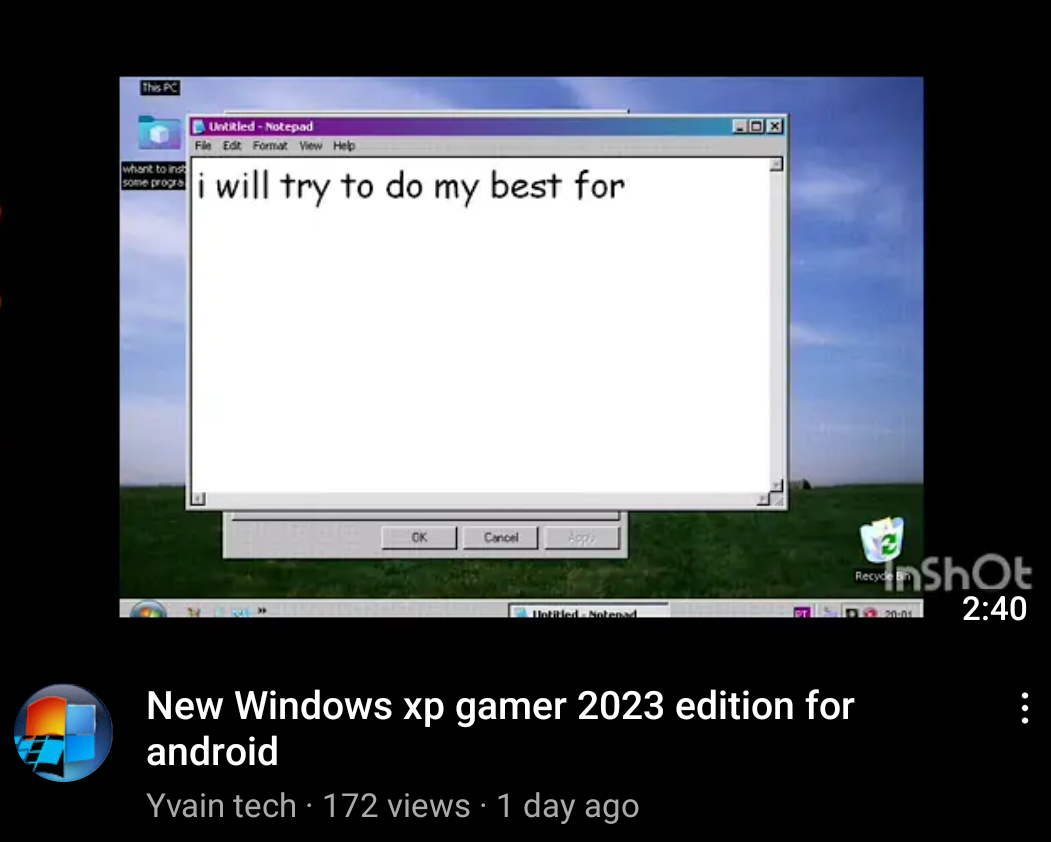 This PC
Untitled - Notepad
File Edit Format View Help
whant to inst
some progra
i will try to do my best for
OK Cancel Apply
Recycle Bin
InShOt
2:40
»
Untitled - Notepad
PT
20:01
New Windows xp gamer 2023 edition for
android
Yvain tech · 172 views · 1 day ago